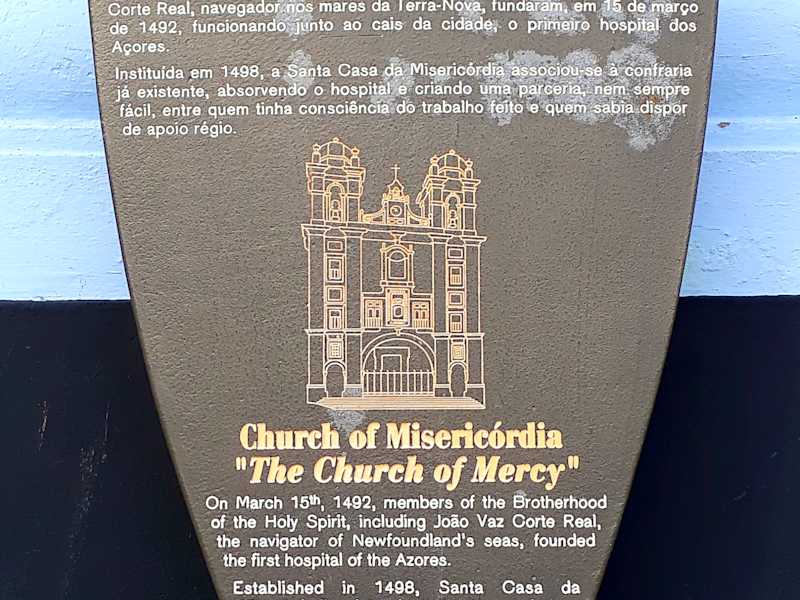 Corte Real, navegador nos mares da Terra-Nova, fundaram, em 15 de março
de 1492, funcionando junto ao cais da cidade, o primeiro hospital dos
Açores.
Instituída em 1498, a Santa Casa da Misericórdia associou-se à confraria
já existente, absorvendo o hospital e criando uma parceria, nem sempre
fácil, entre quem tinha consciência do trabalho feito e quem sabia dispor
de apoio régio.
Church of Misericórdia
"The Church of Mercy"
On March 15th, 1492, members of the Brotherhood
of the Holy Spirit, including João Vaz Corte Real,
the navigator of Newfoundland's seas, founded
the first hospital of the Azores.
Established in 1498, Santa Casa da